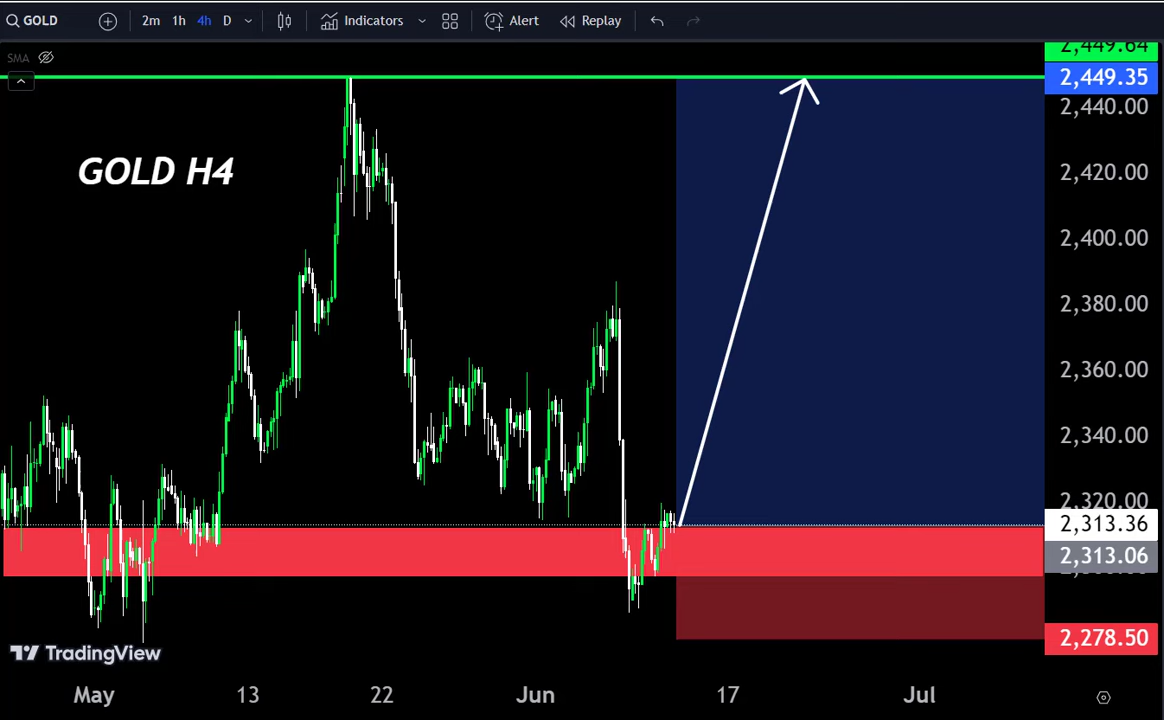 GOLD 2m 1h 4h D Indicators Alert Replay
SMA
2,449.64
2,449.35
2,440.00
GOLD H4
2,420.00
2,400.00
2,380.00
2,360.00
2,340.00
2,320.00
2,313.36
2,313.06
2,278.50
TradingView
May 13 22 Jun 17 Jul